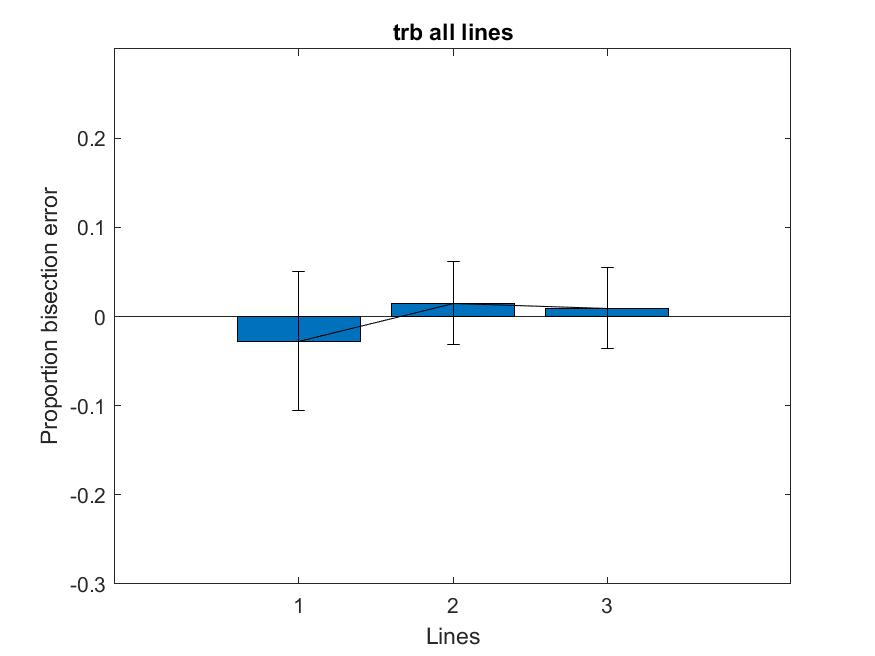 trb all lines
Proportion bisection error
0.2
0.1
0
-0.1
-0.2
-0.3
1 2 3
Lines